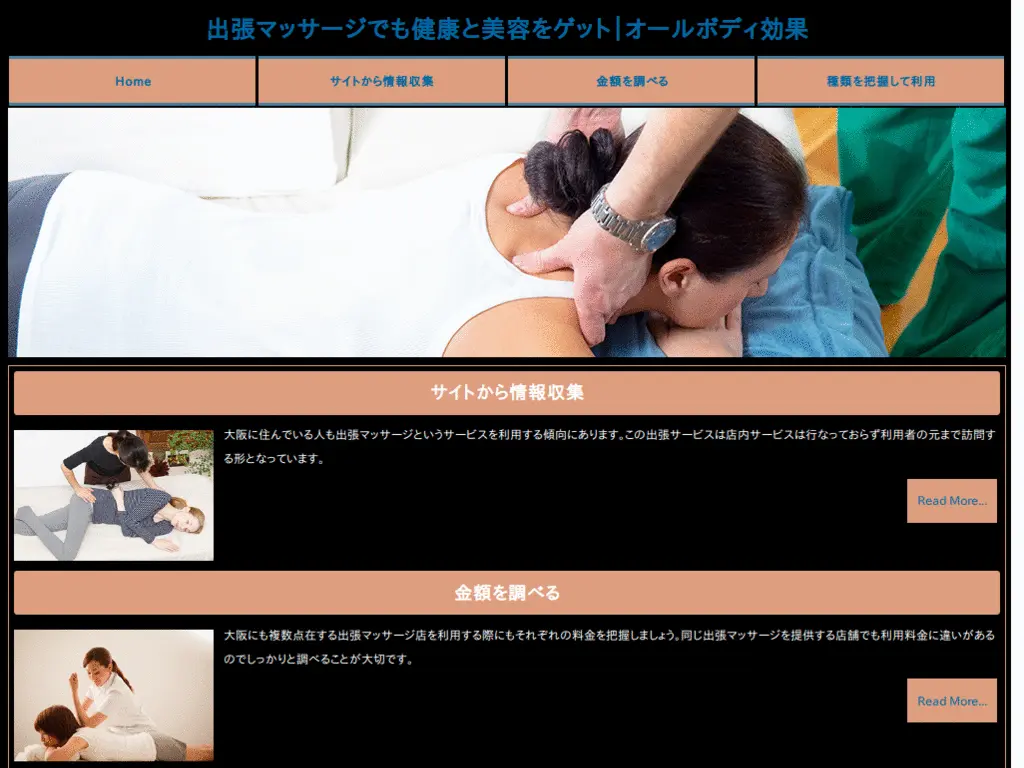 出張マッサージでも健康と美容をゲット|オールボディ効果
Home
サイトから情報収集
金額を調べる
種類を把握して利用
サイトから情報収集
大阪に住んでいる人も出張マッサージというサービスを利用する傾向にあります。この出張サービスは店内サービスは行なっておらず利用者の元まで訪問す
る形となっています。
Read More...
金額を調べる
大阪にも複数点在する出張マッサージ店を利用する際にもそれぞれの料金を把握しましょう。同じ出張マッサージを提供する店舗でも利用料金に違いがある
のでしっかりと調べることが大切です。
Read More...